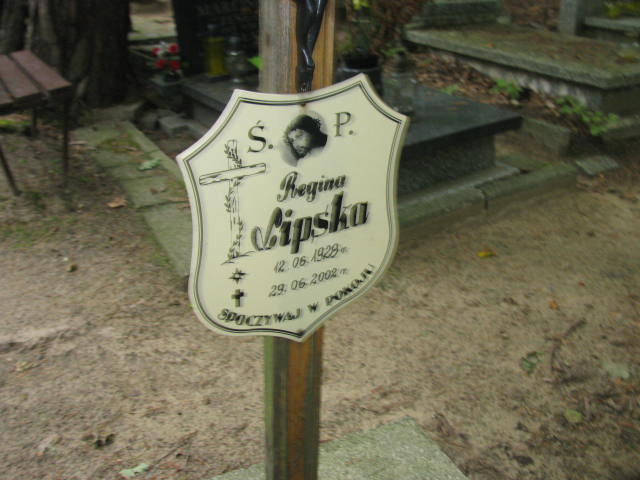 Ś. P.
Regina
Lipska
12. 06. 1928 r.
29. 06. 2002 r.
SPOCZYWAJ W POKOJU